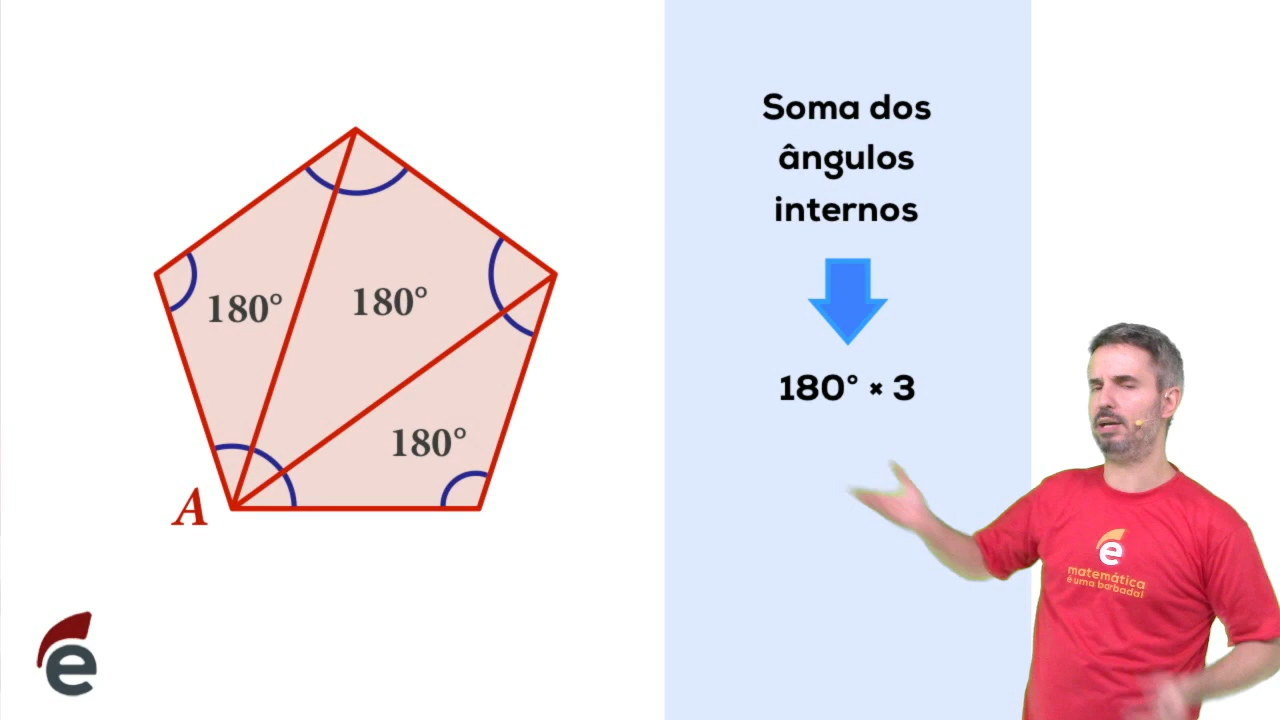 Soma dos
ângulos
internos
180° × 3
180°
180°
180°
A
e
e
matemática
é uma barbada!